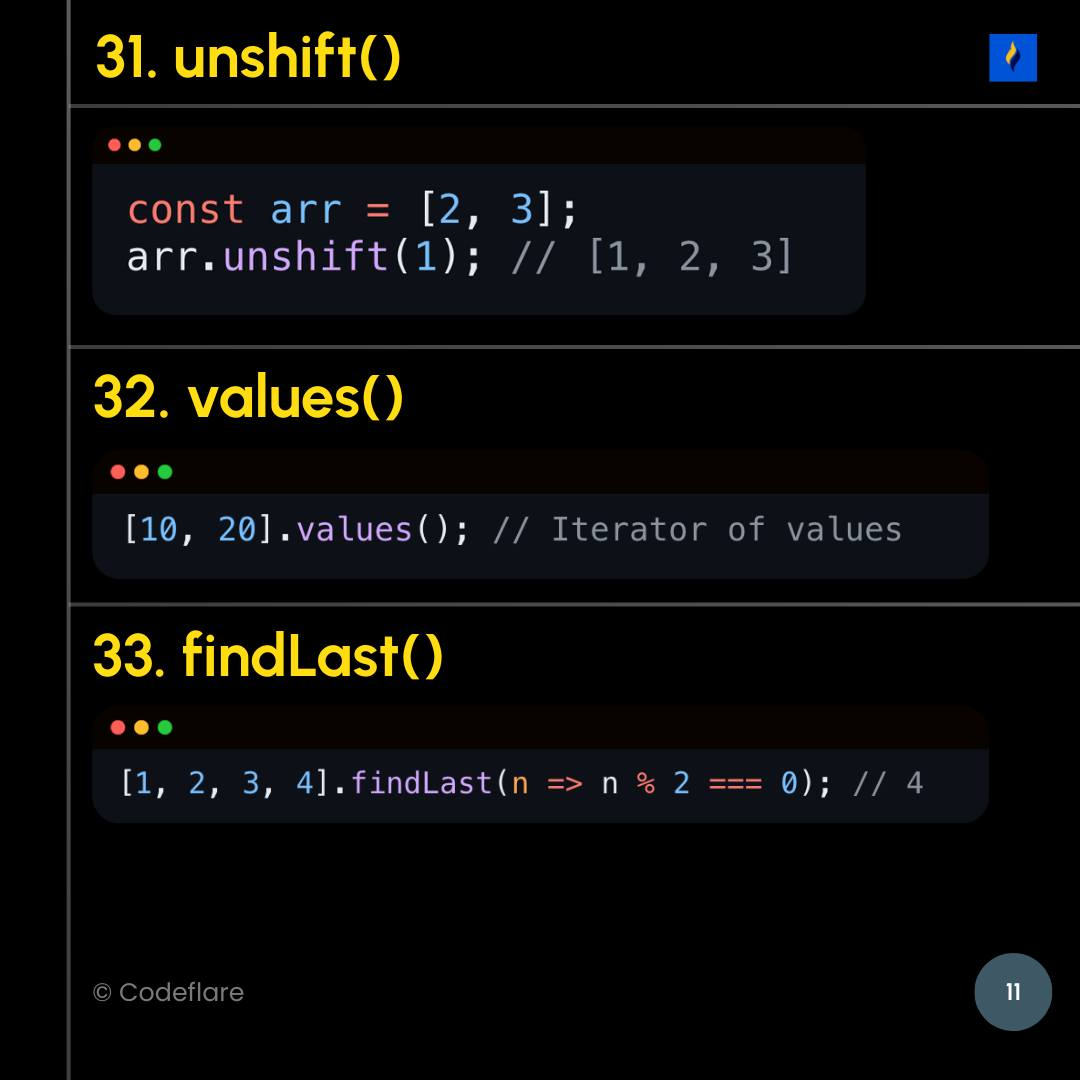 31. unshift()
const arr = [2, 3];
arr.unshift(1); // [1, 2, 3]
32. values()
[10, 20].values(); // Iterator of values
33. findLast()
[1, 2, 3, 4].findLast(n => n % 2 === 0); // 4
© Codeflare
11